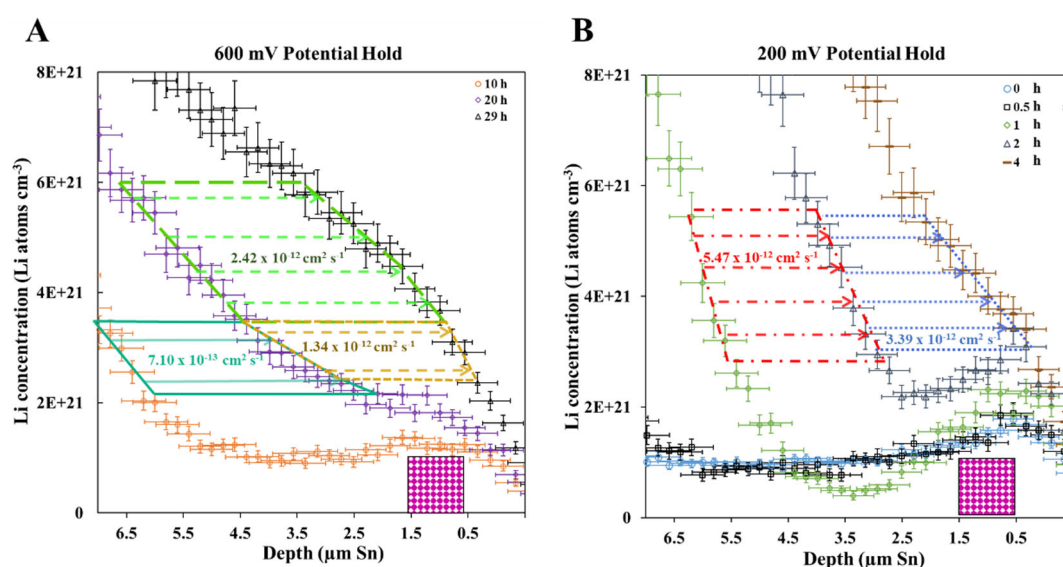 A
600 mV Potential Hold
8E+21
6E+21
4E+21
2E+21
0
Li concentration (Li atoms cm-3)
10 h
20 h
29 h
2.42 x 10-12 cm2 s-1
1.34 x 10-12 cm2 s-1
7.10 x 10-13 cm2 s-1
6.5 5.5 4.5 3.5 2.5 1.5 0.5
Depth (µm Sn)
B
200 mV Potential Hold
8E+21
6E+21
4E+21
2E+21
0
Li concentration (Li atoms cm-3)
0 h
0.5 h
1 h
2 h
4 h
5.47 x 10-12 cm2 s-1
3.39 x 10-12 cm2 s-1
6.5 5.5 4.5 3.5 2.5 1.5 0.5
Depth (µm Sn)